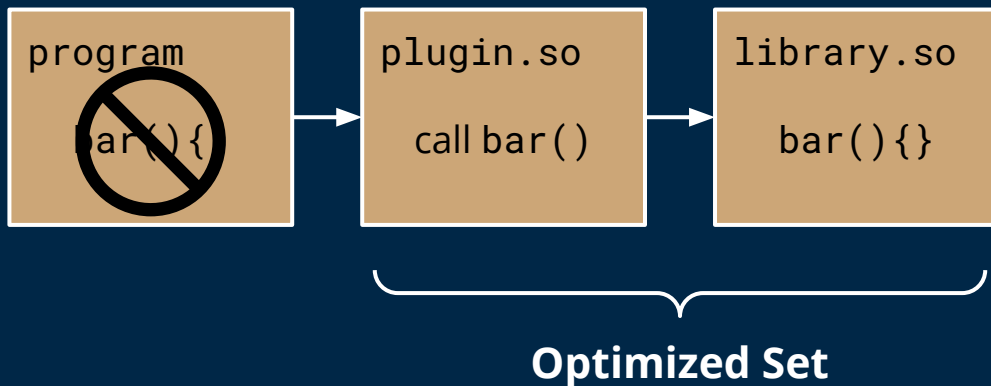 program
bar(){
plugin.so
call bar()
library.so
bar(){}
Optimized Set